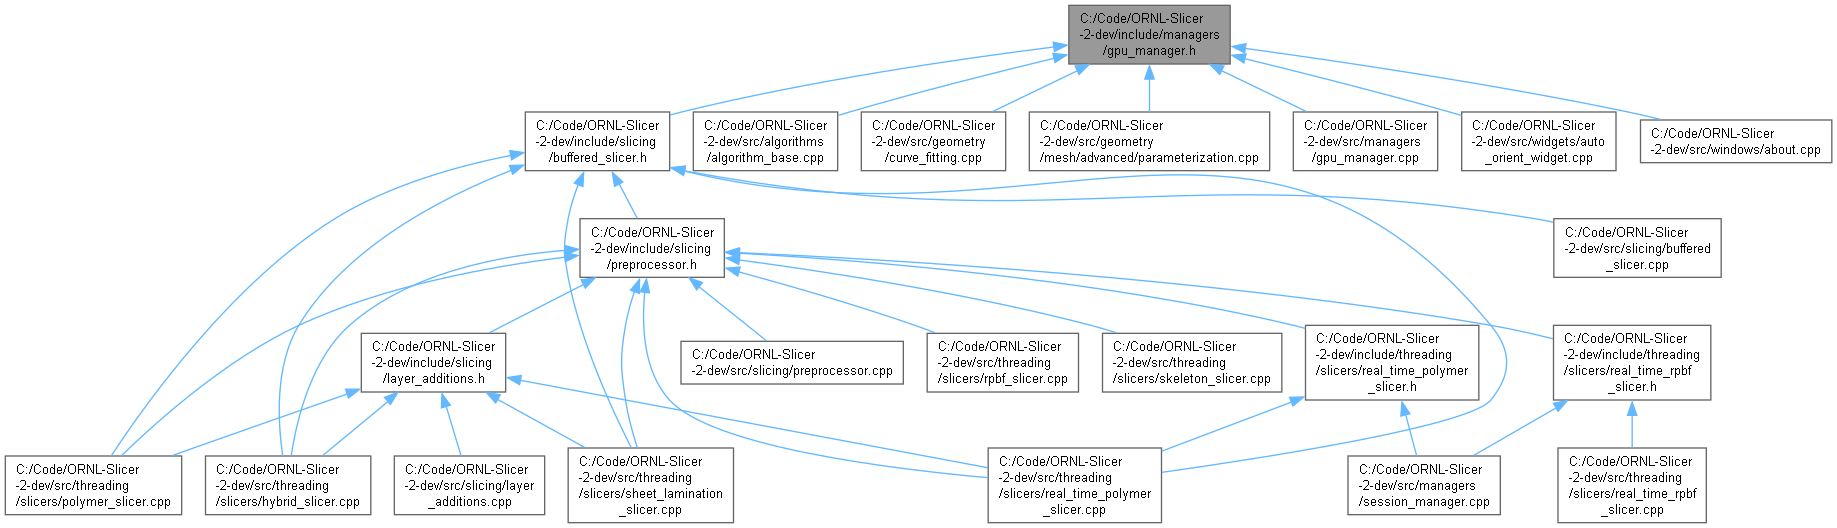 C:/Code/ORNL-Slicer
-2-dev/include/managers
/gpu_manager.h
C:/Code/ORNL-Slicer
-2-dev/include/slicing
/buffered_slicer.h
C:/Code/ORNL-Slicer
-2-dev/src/algorithms
/algorithm_base.cpp
C:/Code/ORNL-Slicer
-2-dev/src/geometry
/curve_fitting.cpp
C:/Code/ORNL-Slicer
-2-dev/src/geometry
/mesh/advanced/parameterization.cpp
C:/Code/ORNL-Slicer
-2-dev/src/managers
/gpu_manager.cpp
C:/Code/ORNL-Slicer
-2-dev/src/widgets/auto
_orient_widget.cpp
C:/Code/ORNL-Slicer
-2-dev/src/windows/about.cpp
C:/Code/ORNL-Slicer
-2-dev/include/slicing
/preprocessor.h
C:/Code/ORNL-Slicer
-2-dev/src/slicing/buffered
_slicer.cpp
C:/Code/ORNL-Slicer
-2-dev/include/slicing
/layer_additions.h
C:/Code/ORNL-Slicer
-2-dev/src/slicing/preprocessor.cpp
C:/Code/ORNL-Slicer
-2-dev/src/threading
/slicers/rpbf_slicer.cpp
C:/Code/ORNL-Slicer
-2-dev/src/threading
/slicers/skeleton_slicer.cpp
C:/Code/ORNL-Slicer
-2-dev/include/threading
/slicers/real_time_polymer
_slicer.h
C:/Code/ORNL-Slicer
-2-dev/include/threading
/slicers/real_time_rpbf
_slicer.h
C:/Code/ORNL-Slicer
-2-dev/src/threading
/slicers/polymer_slicer.cpp
C:/Code/ORNL-Slicer
-2-dev/src/threading
/slicers/hybrid_slicer.cpp
C:/Code/ORNL-Slicer
-2-dev/src/slicing/layer
_additions.cpp
C:/Code/ORNL-Slicer
-2-dev/src/threading
/slicers/sheet_lamination
_slicer.cpp
C:/Code/ORNL-Slicer
-2-dev/src/threading
/slicers/real_time_polymer
_slicer.cpp
C:/Code/ORNL-Slicer
-2-dev/src/managers
/session_manager.cpp
C:/Code/ORNL-Slicer
-2-dev/src/threading
/slicers/real_time_rpbf
_slicer.cpp